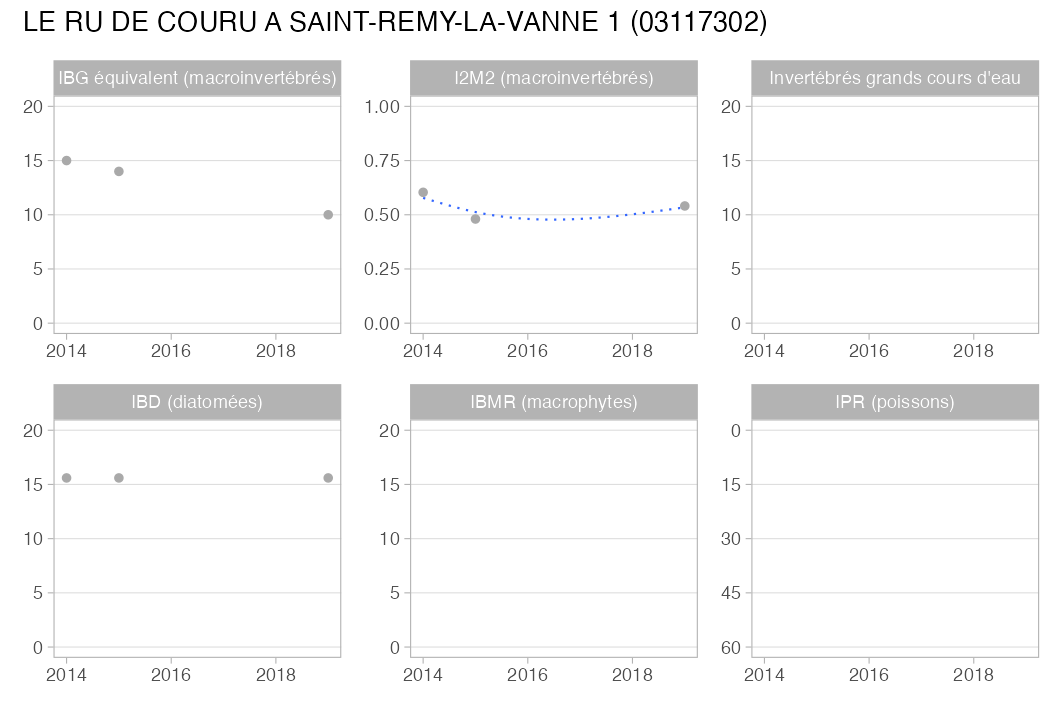 LE RU DE COURU A SAINT-REMY-LA-VANNE 1 (03117302)
IBG équivalent (macroinvertébrés)
20
15
10
5
0
2014 2016 2018
I2M2 (macroinvertébrés)
1.00
0.75
0.50
0.25
0.00
2014 2016 2018
Invertébrés grands cours d'eau
20
15
10
5
0
2014 2016 2018
IBD (diatomées)
20
15
10
5
0
2014 2016 2018
IBMR (macrophytes)
20
15
10
5
0
2014 2016 2018
IPR (poissons)
0
15
30
45
60
2014 2016 2018